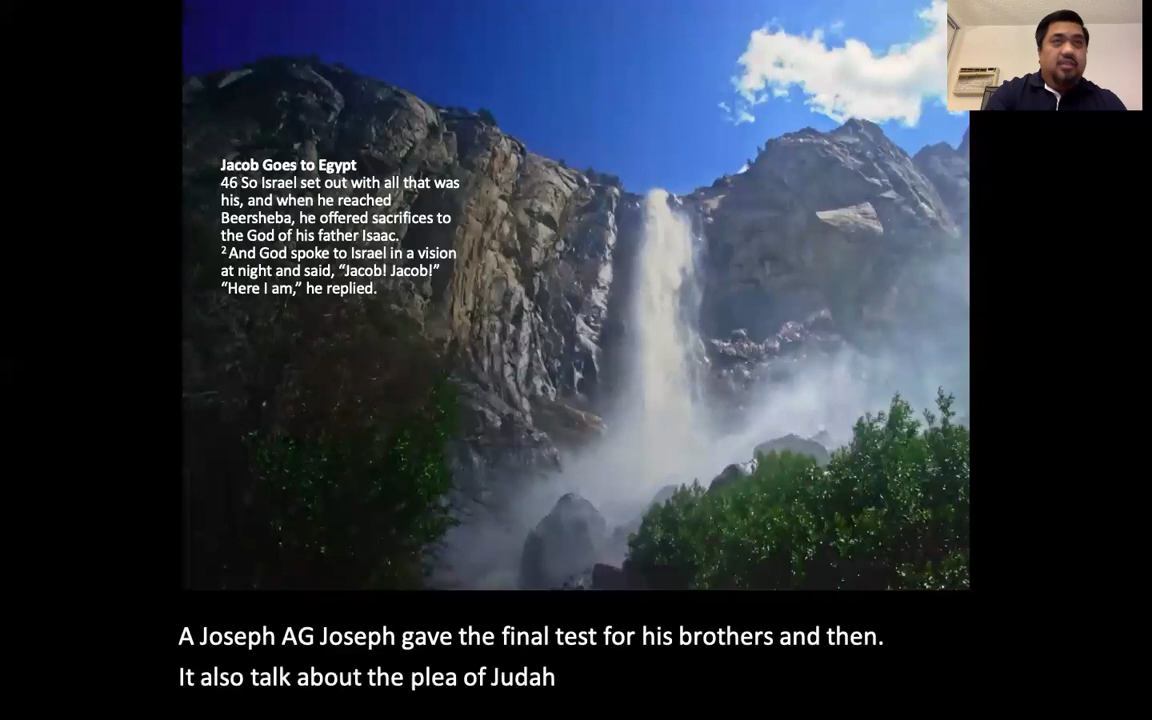 Jacob Goes to Egypt
46 So Israel set out with all that was
his, and when he reached
Beersheba, he offered sacrifices to
the God of his father Isaac.
² And God spoke to Israel in a vision
at night and said, “Jacob! Jacob!”
“Here I am,” he replied.
A Joseph AG Joseph gave the final test for his brothers and then.
It also talk about the plea of Judah